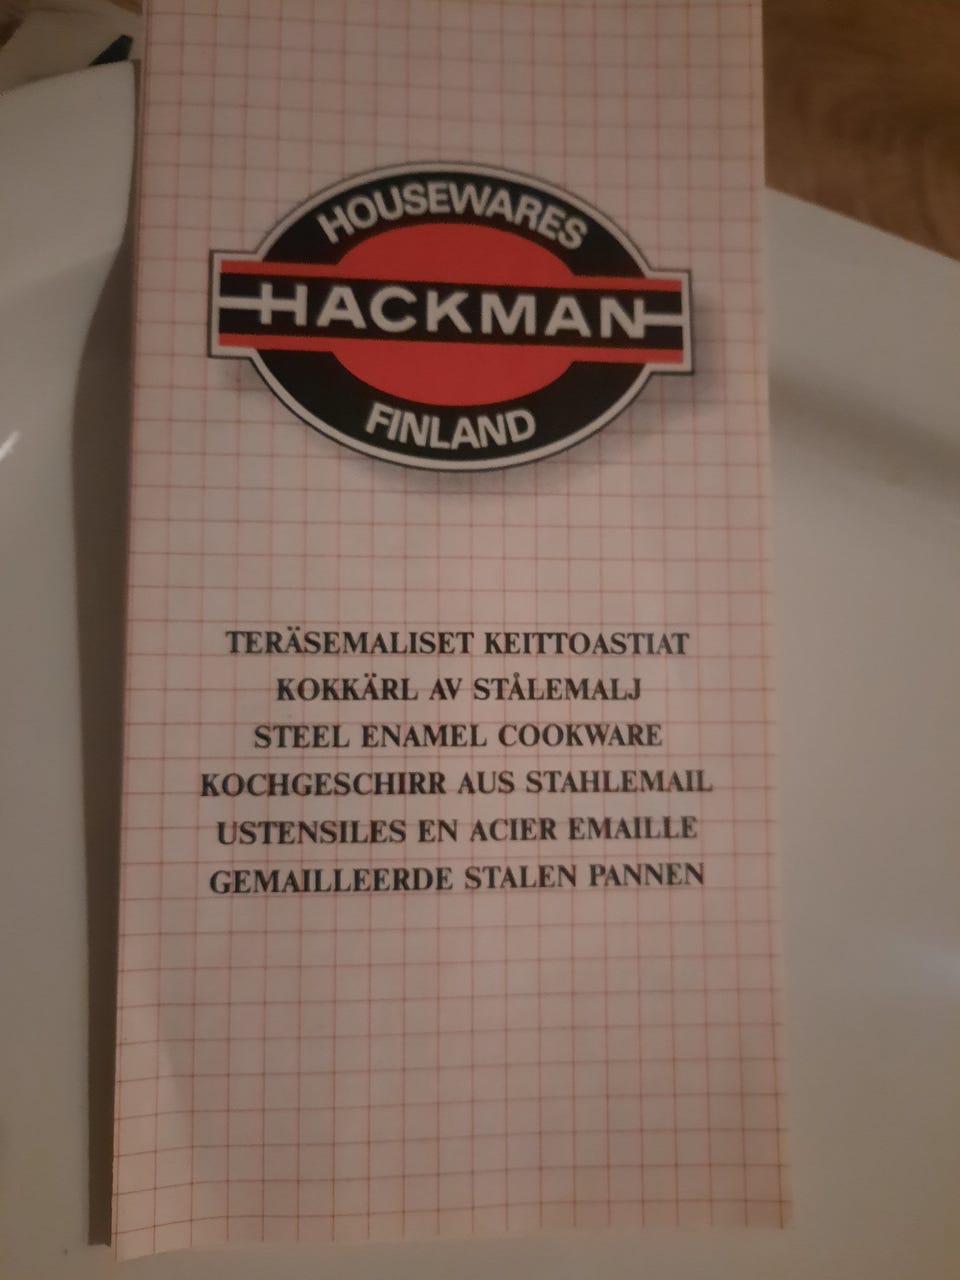 HOUSEWARES
HACKMAN
FINLAND
TERÄSEMALISET KEITTOASTIAT
KOKKÄRL AV STÅLEMALJ
STEEL ENAMEL COOKWARE
KOCHGESCHIRR AUS STAHLEMAIL
USTENSILES EN ACIER EMAILLE
GEMAILLEERDE STALEN PANNEN